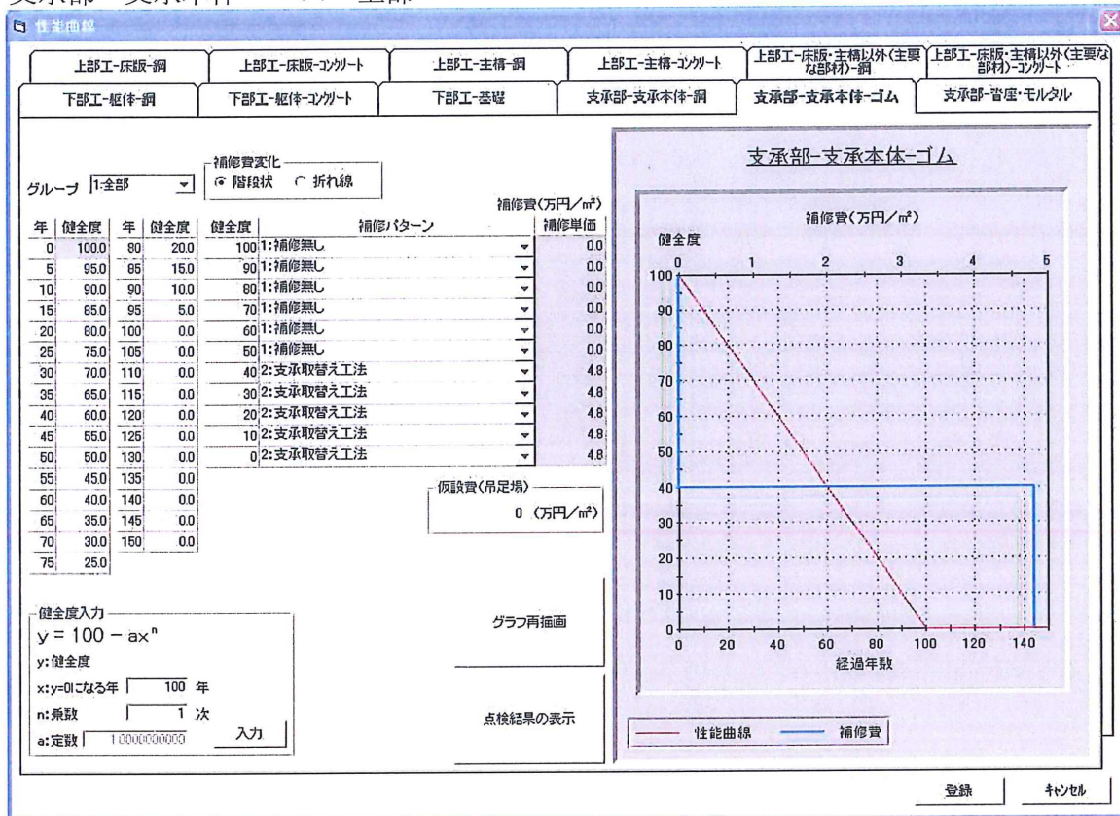 性能曲線
上部工-床版-鋼 上部工-床版-コンクリート 上部工-主構-鋼 上部工-主構-コンクリート 上部工-床版・主構以外(主要な部材)-鋼 上部工-床版・主構以外(主要な部材)-コンクリート
下部工-躯体-鋼 下部工-躯体-コンクリート 下部工-基礎 支承部-支承本体-鋼 支承部-支承本体-ゴム 支承部-沓座・モルタル
グループ 1:全部
補修費変化
階段状 折れ線
補修費(万円/㎡)
年 健全度 年 健全度 健全度 補修パターン 補修単価
0 100.0 80 20.0 100 1:補修無し 0.0
5 95.0 85 15.0 90 1:補修無し 0.0
10 90.0 90 10.0 80 1:補修無し 0.0
15 85.0 95 5.0 70 1:補修無し 0.0
20 80.0 100 0.0 60 1:補修無し 0.0
25 75.0 105 0.0 50 1:補修無し 0.0
30 70.0 110 0.0 40 2:支承取替え工法 4.8
35 65.0 115 0.0 30 2:支承取替え工法 4.8
40 60.0 120 0.0 20 2:支承取替え工法 4.8
45 55.0 125 0.0 10 2:支承取替え工法 4.8
50 50.0 130 0.0 0 2:支承取替え工法 4.8
55 45.0 135 0.0
60 40.0 140 0.0
65 35.0 145 0.0
70 30.0 150 0.0
75 25.0
仮設費(吊足場)
0 (万円/㎡)
健全度入力
y = 100 - axⁿ
y:健全度
x:y=0になる年 100 年
n:乗数 1 次
a:定数 1.0000000000 入力
グラフ再描画
点検結果の表示
支承部-支承本体-ゴム
補修費(万円/㎡)
健全度
0 1 2 3 4 5
100
90
80
70
60
50
40
30
20
10
0
0 20 40 60 80 100 120 140
経過年数
性能曲線 補修費
登録 キャンセル